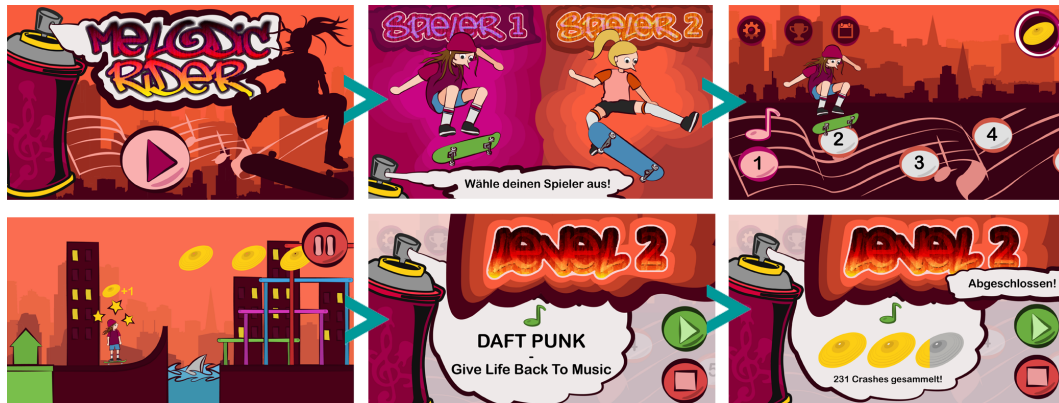 MELODIC
RIDER
SPIELER 1
SPIELER 2
Wähle deinen Spieler aus!
1
2
3
4
+1
LEVEL 2
DAFT PUNK
-
Give Life Back To Music
5
LEVEL 2
Abgeschlossen!
231 Crashes gesammelt!